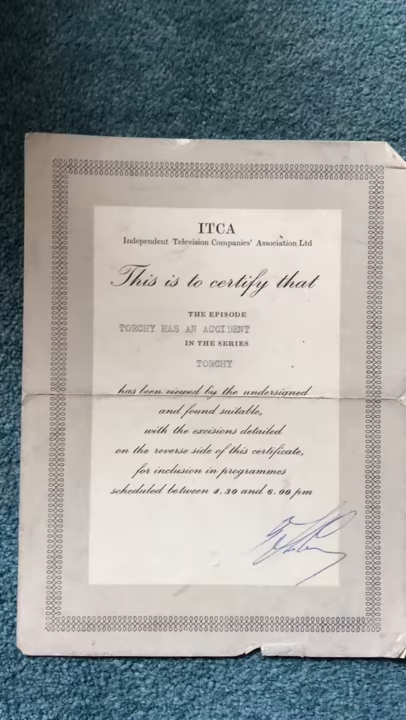 ITCA
Independent Television Companies' Association Ltd
This is to certify that
THE EPISODE
TORCHY HAS AN ACCIDENT
IN THE SERIES
TORCHY
has been viewed by the undersigned
and found suitable,
with the excisions detailed
on the reverse side of this certificate,
for inclusion in programmes
scheduled between 4.30 and 6.00 pm